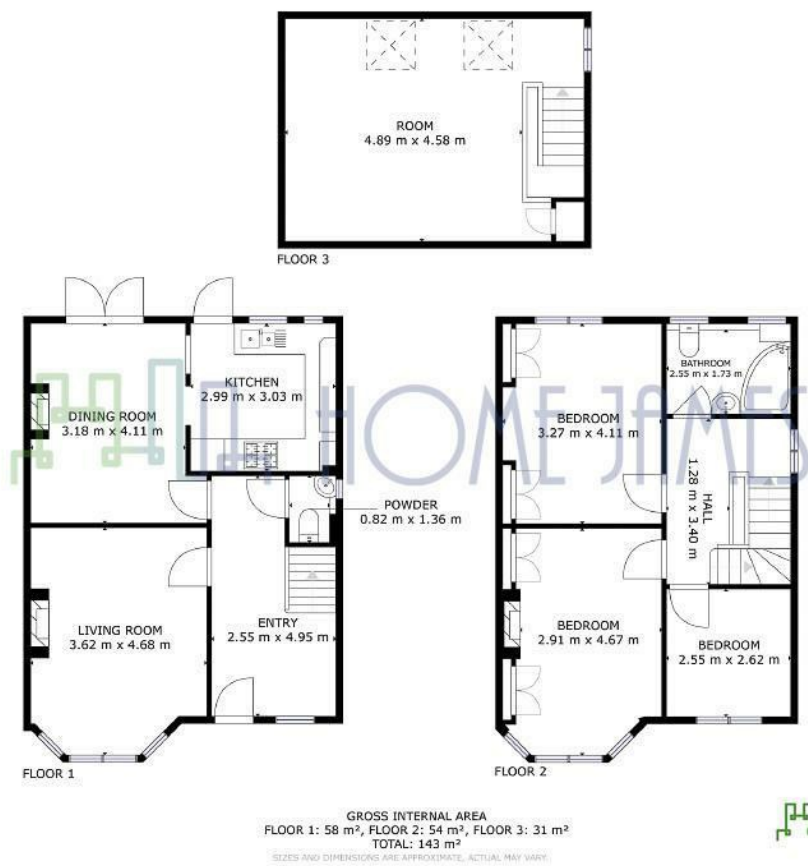 ROOM
4.89 m x 4.58 m
FLOOR 3
KITCHEN
2.99 m x 3.03 m
DINING ROOM
3.18 m x 4.11 m
POWDER
0.82 m x 1.36 m
LIVING ROOM
3.62 m x 4.68 m
ENTRY
2.55 m x 4.95 m
FLOOR 1
BATHROOM
2.55 m x 1.73 m
BEDROOM
3.27 m x 4.11 m
HALL
1.28 m x 3.40 m
BEDROOM
2.91 m x 4.67 m
BEDROOM
2.55 m x 2.62 m
FLOOR 2
HOME JAMES
GROSS INTERNAL AREA
FLOOR 1: 58 m², FLOOR 2: 54 m², FLOOR 3: 31 m²
TOTAL: 143 m²
SIZES AND DIMENSIONS ARE APPROXIMATE, ACTUAL MAY VARY.